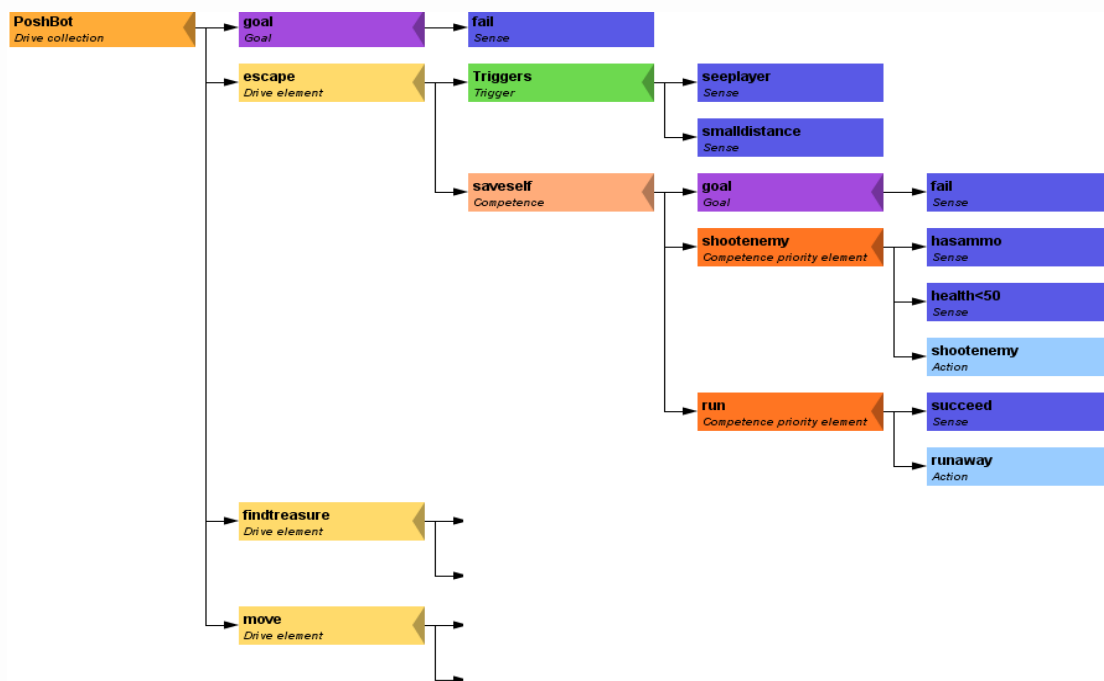 PoshBot
Drive collection
goal
Goal
fail
Sense
escape
Drive element
Triggers
Trigger
seeplayer
Sense
smalldistance
Sense
saveself
Competence
goal
Goal
fail
Sense
shootenemy
Competence priority element
hasammo
Sense
health<50
Sense
shootenemy
Action
run
Competence priority element
succeed
Sense
runaway
Action
findtreasure
Drive element
move
Drive element